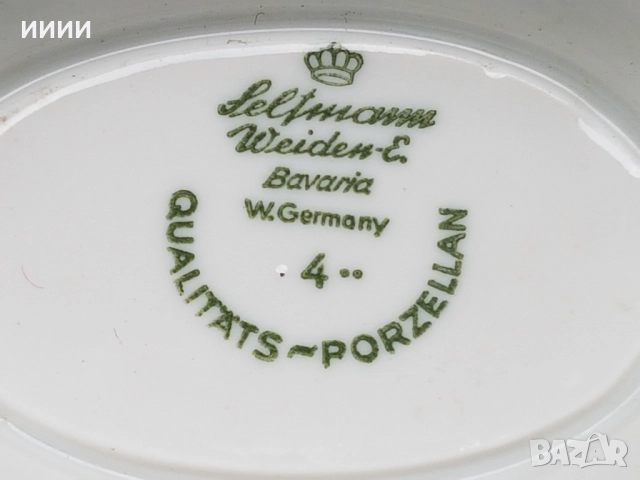 ииии
Seltmann
Weiden-E.
Bavaria
W. Germany
. 4 ..
QUALITÄTS~PORZELLAN
BAZAR